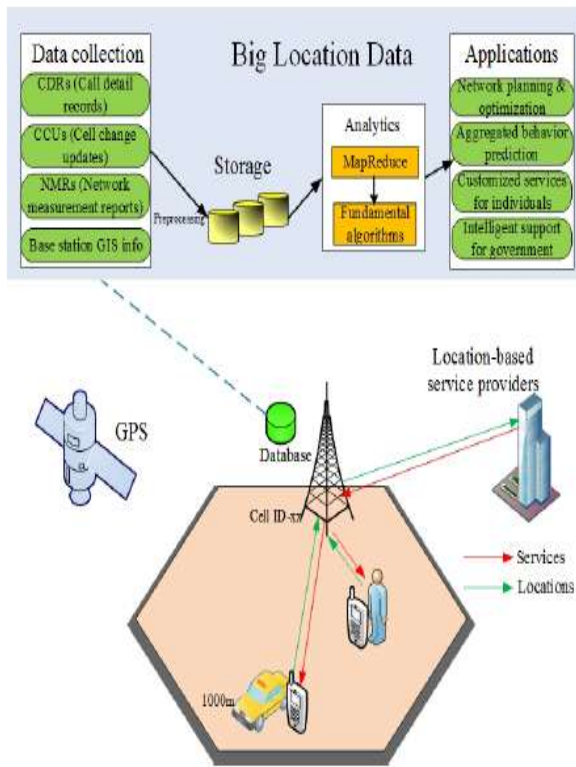 Data collection
CDRs (Call detail
records)
CCUs (Cell change
updates)
NMRs (Network
measurement reports)
Base station GIS info
Big Location Data
Storage
Preprocessing
Analytics
MapReduce
Fundamental
algorithms
Applications
Network planning &
optimization
Aggregated behavior
prediction
Customized services
for individuals
Intelligent support
for government
GPS
Database
Location-based
service providers
Cell ID-xx
Services
Locations
1000m